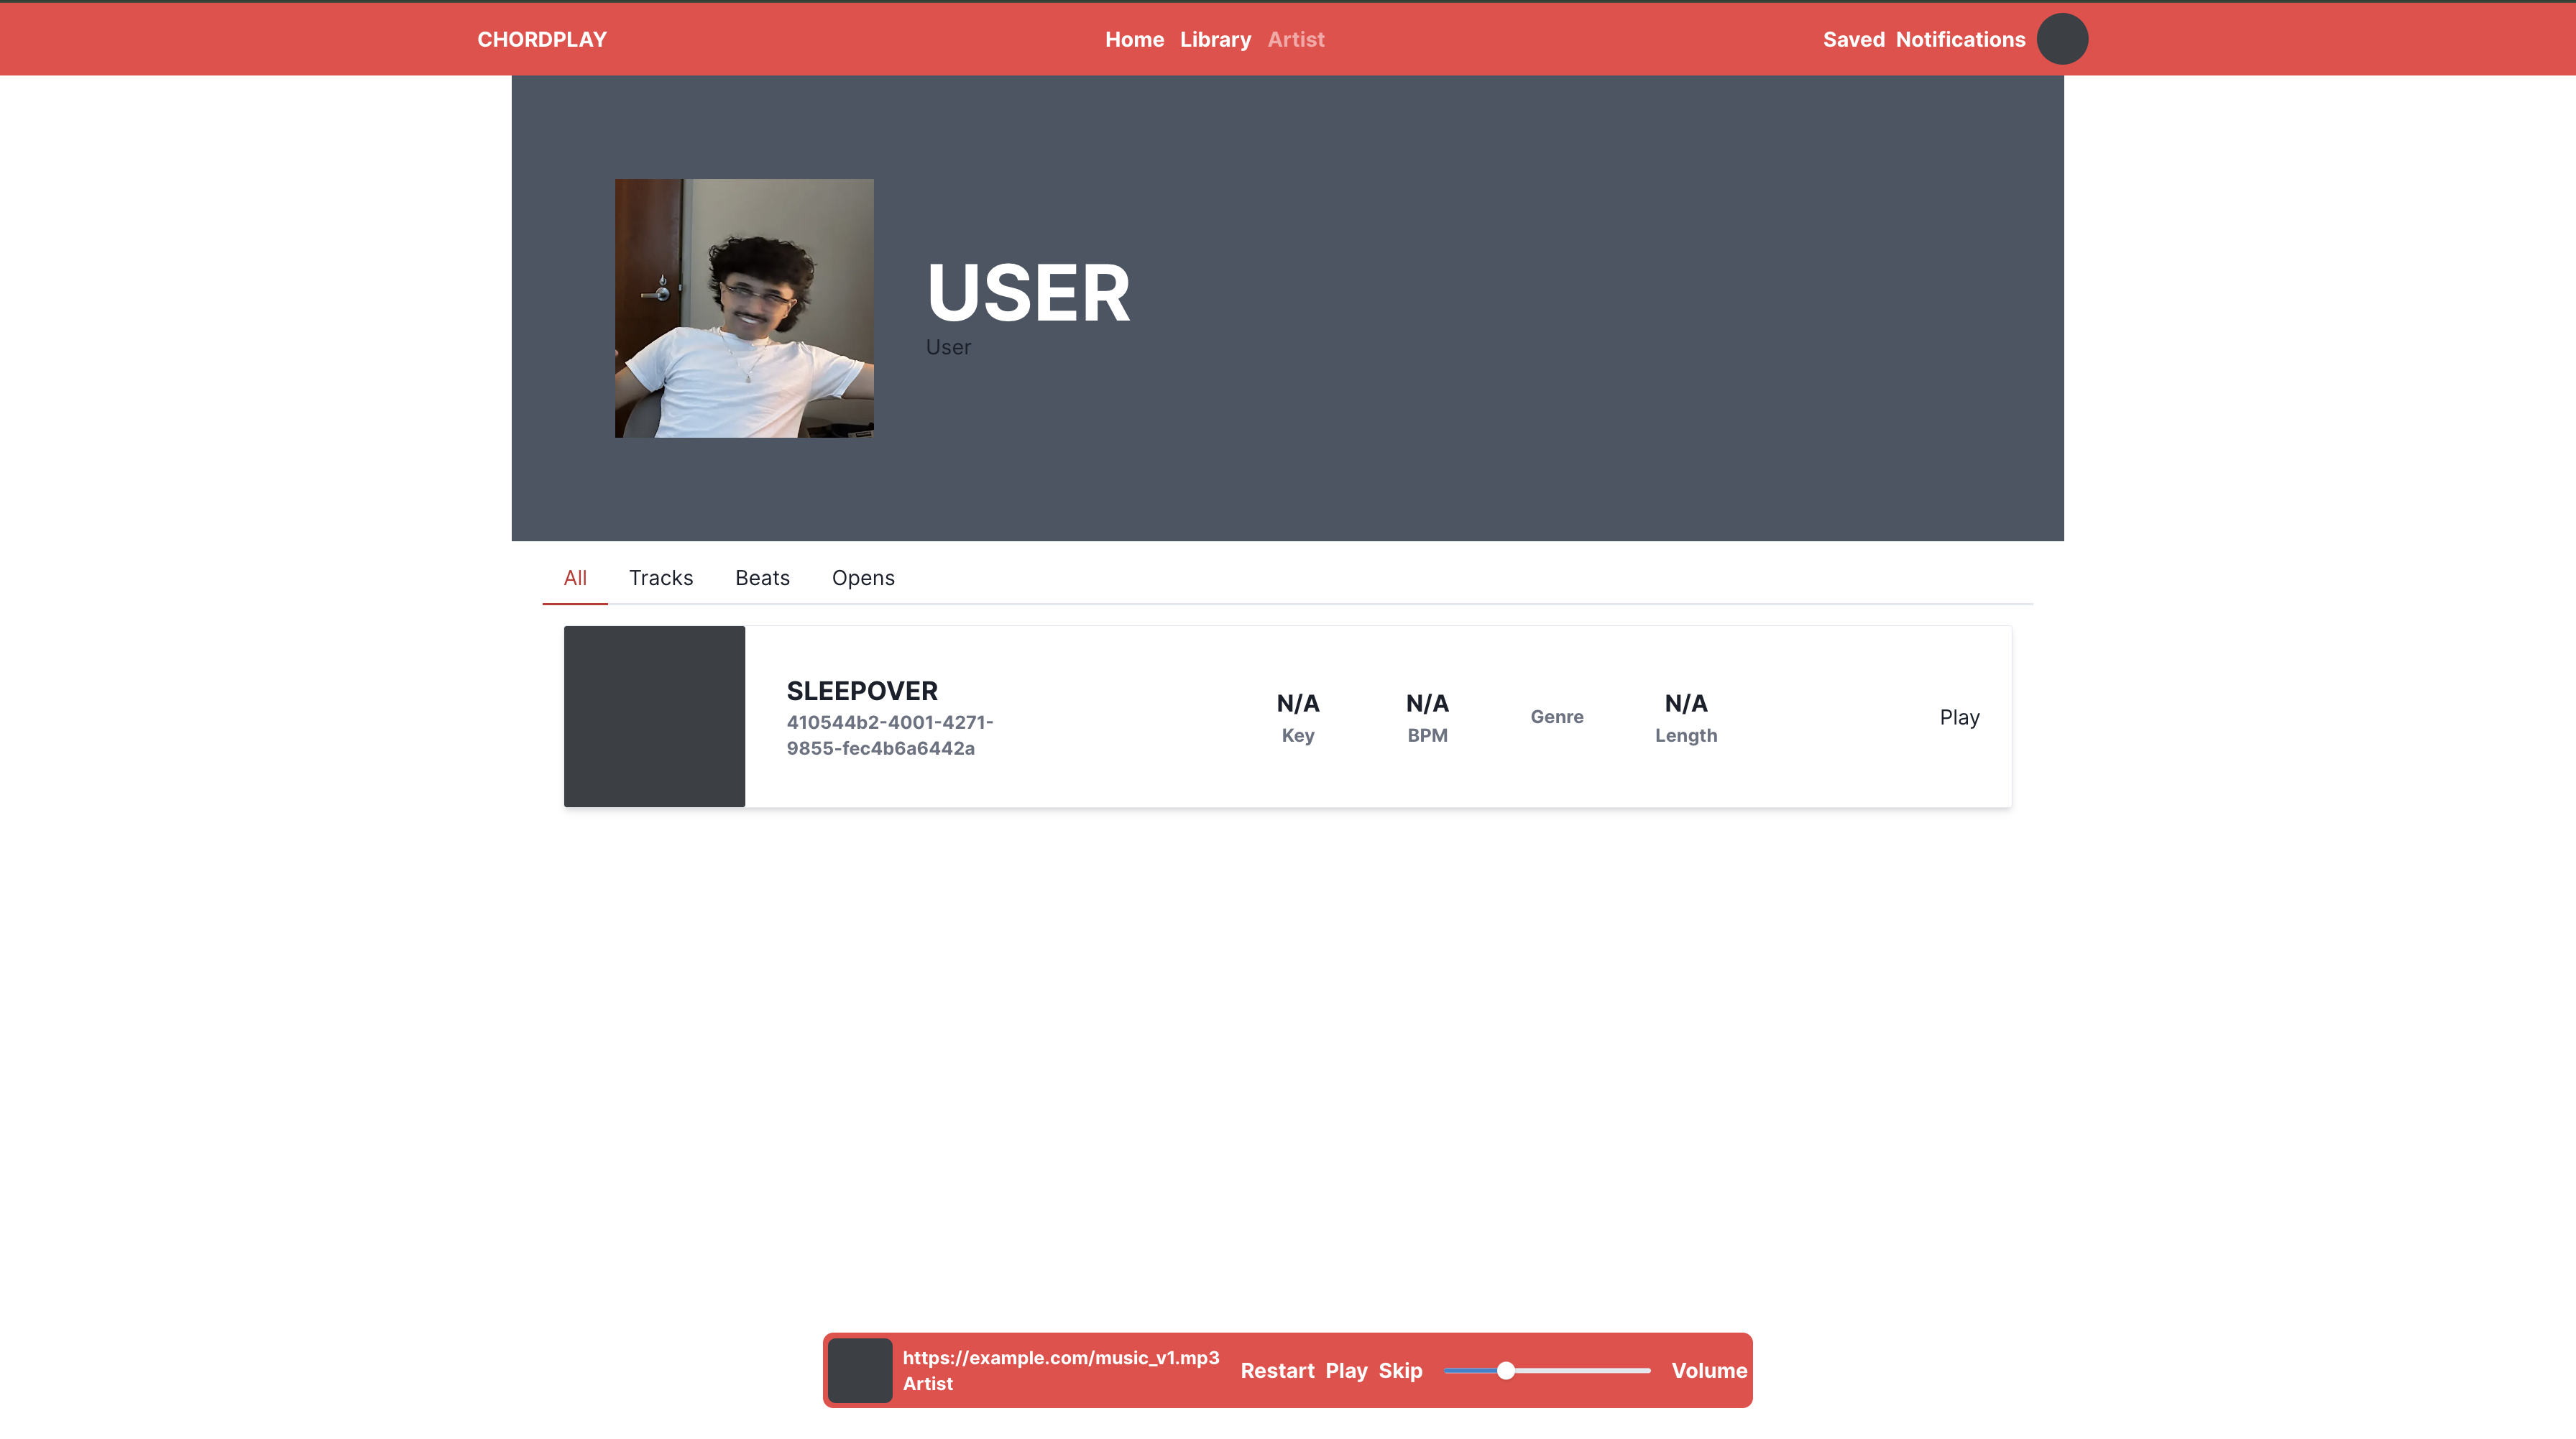 CHORDPLAY
Home Library Artist
Saved Notifications
USER
User
All Tracks Beats Opens
SLEEPOVER
410544b2-4001-4271-
9855-fec4b6a6442a
N/A
Key
N/A
BPM
Genre
N/A
Length
Play
https://example.com/music_v1.mp3
Artist
Restart Play Skip
Volume